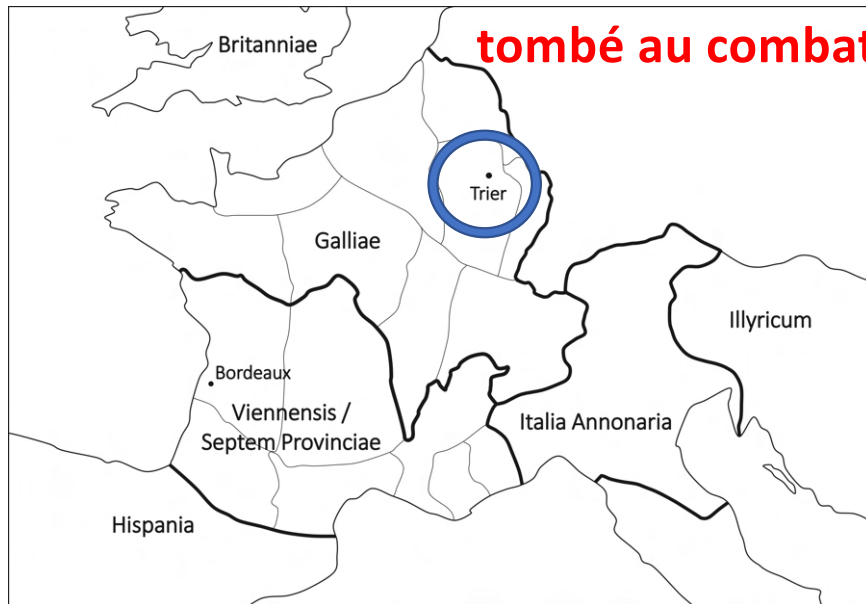 tombé au combat
Britanniae
Trier
Galliae
Illyricum
Bordeaux
Viennensis /
Septem Provinciae
Italia Annonaria
Hispania